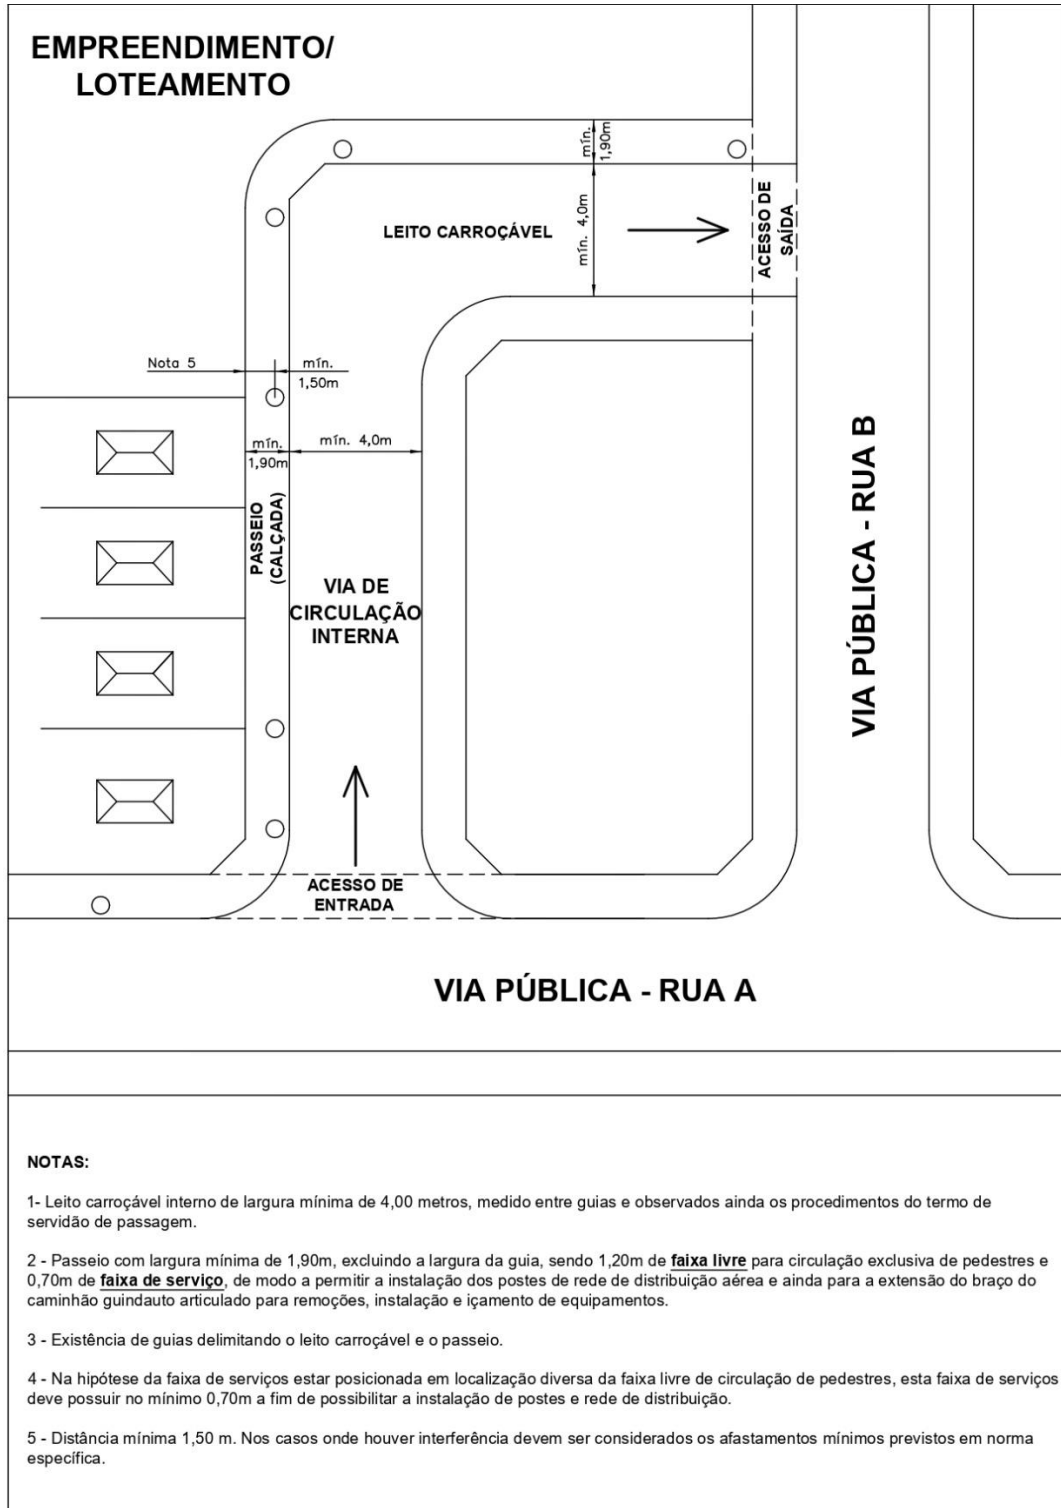 EMPREENDIMENTO/
LOTEAMENTO
mín.
1,90m
mín. 4,0m
LEITO CARROÇÁVEL
ACESSO DE
SAÍDA
Nota 5
mín.
1,50m
mín.
1,90m
mín. 4,0m
PASSEIO
(CALÇADA)
VIA DE
CIRCULAÇÃO
INTERNA
VIA PÚBLICA - RUA B
ACESSO DE
ENTRADA
VIA PÚBLICA - RUA A
NOTAS:
1- Leito carroçável interno de largura mínima de 4,00 metros, medido entre guias e observados ainda os procedimentos do termo de
servidão de passagem.
2 - Passeio com largura mínima de 1,90m, excluindo a largura da guia, sendo 1,20m de faixa livre para circulação exclusiva de pedestres e
0,70m de faixa de serviço, de modo a permitir a instalação dos postes de rede de distribuição aérea e ainda para a extensão do braço do
caminhão guindauto articulado para remoções, instalação e içamento de equipamentos.
3 - Existência de guias delimitando o leito carroçável e o passeio.
4 - Na hipótese da faixa de serviços estar posicionada em localização diversa da faixa livre de circulação de pedestres, esta faixa de serviços
deve possuir no mínimo 0,70m a fim de possibilitar a instalação de postes e rede de distribuição.
5 - Distância mínima 1,50 m. Nos casos onde houver interferência devem ser considerados os afastamentos mínimos previstos em norma
específica.